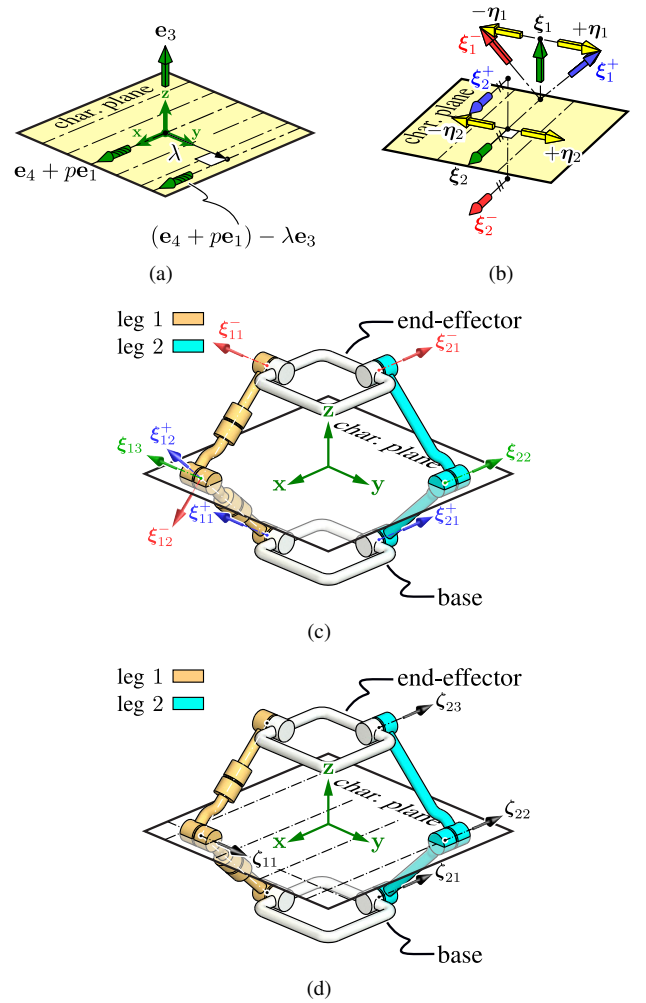 e₃
char. plane
z
x
y
λ
e₄ + pe₁
(e₄ + pe₁) − λe₃
(a)
−η₁
ξ₁
+η₁
ξ₁⁻
ξ₁⁺
char. plane
ξ₂⁺
−η₂
+η₂
ξ₂
ξ₂⁻
(b)
leg 1
leg 2
end-effector
ξ₁₁⁻
ξ₂₁⁻
z
char. plane
ξ₁₃
ξ₁₂⁺
ξ₂₂
x
y
ξ₁₁⁺
ξ₂₁⁺
ξ₁₂⁻
base
(c)
leg 1
leg 2
end-effector
ζ₂₃
z
char. plane
ζ₂₂
x
y
ζ₁₁
ζ₂₁
base
(d)